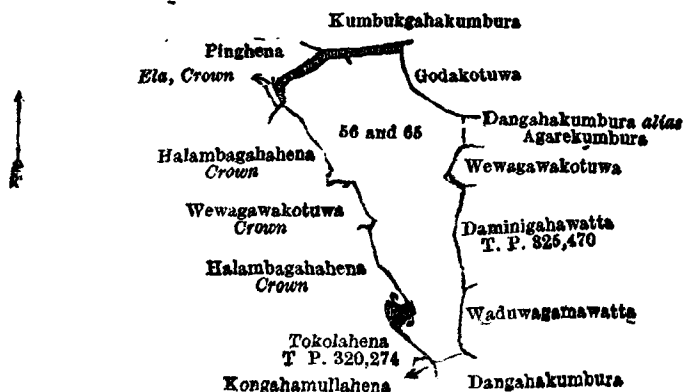 Kumbukgahakumbura
Pinghena
Ela, Crown
Godakotuwa
56 and 65
Dangahakumbura alias
Agarekumbura
Halambagahahena
Crown
Wewagawakotuwa
Wewagawakotuwa
Crown
Daminigahawatta
T. P. 325,470
Halambagahahena
Crown
Waduwagamawatta
Tokolahena
T P. 320,274
Kongahamullahena
Dangahakumbura